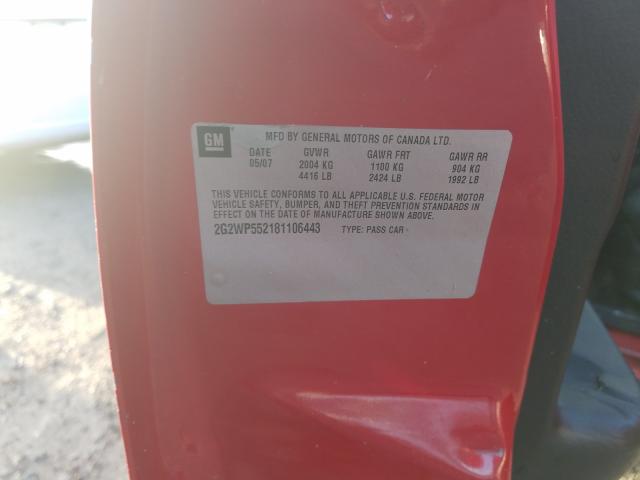 GM MFD BY GENERAL MOTORS OF CANADA LTD.
DATE GVWR GAWR FRT GAWR RR
05/07 2004 KG 1100 KG 904 KG
4416 LB 2424 LB 1992 LB
THIS VEHICLE CONFORMS TO ALL APPLICABLE U.S. FEDERAL MOTOR
VEHICLE SAFETY, BUMPER, AND THEFT PREVENTION STANDARDS IN
EFFECT ON THE DATE OF MANUFACTURE SHOWN ABOVE.
2G2WP552181106443 TYPE: PASS CAR